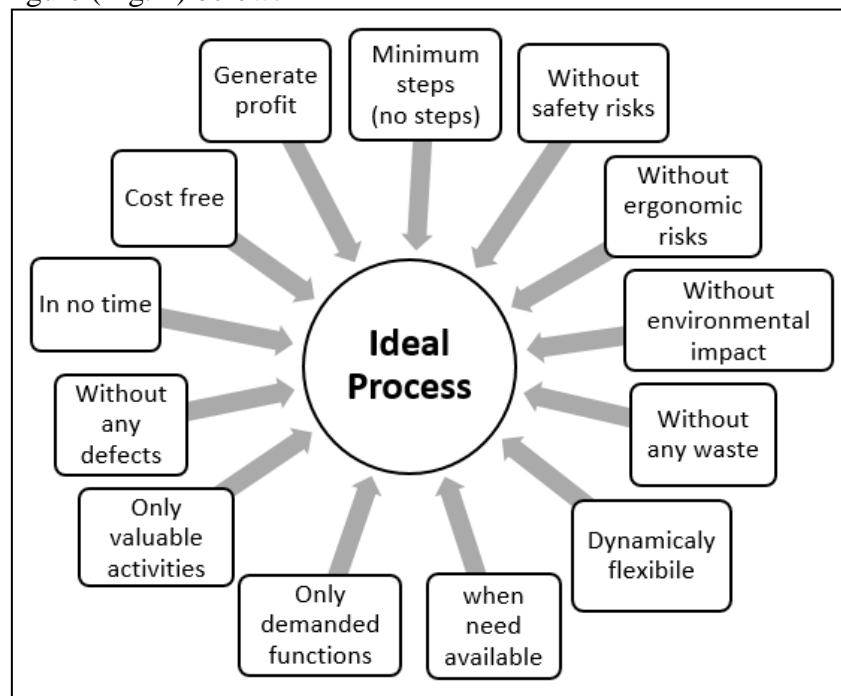 Generate
profit
Minimum
steps
(no steps)
Without
safety risks
Without
ergonomic
risks
Without
environmental
impact
Without
any waste
Dynamicaly
flexibile
when
need
available
Only
demanded
functions
Only
valuable
activities
Without
any
defects
In no time
Cost free
Ideal
Process